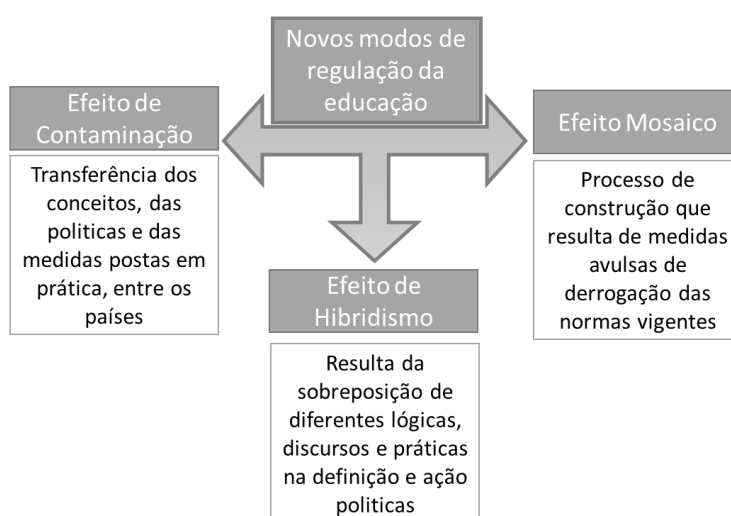 Novos modos de
regulação da
educação
Efeito de
Contaminação
Transferência dos
conceitos, das
politicas e das
medidas postas em
prática, entre os
países
Efeito de
Hibridismo
Resulta da
sobreposição de
diferentes lógicas,
discursos e práticas
na definição e ação
politicas
Efeito Mosaico
Processo de
construção que
resulta de medidas
avulsas de
derrogação das
normas vigentes